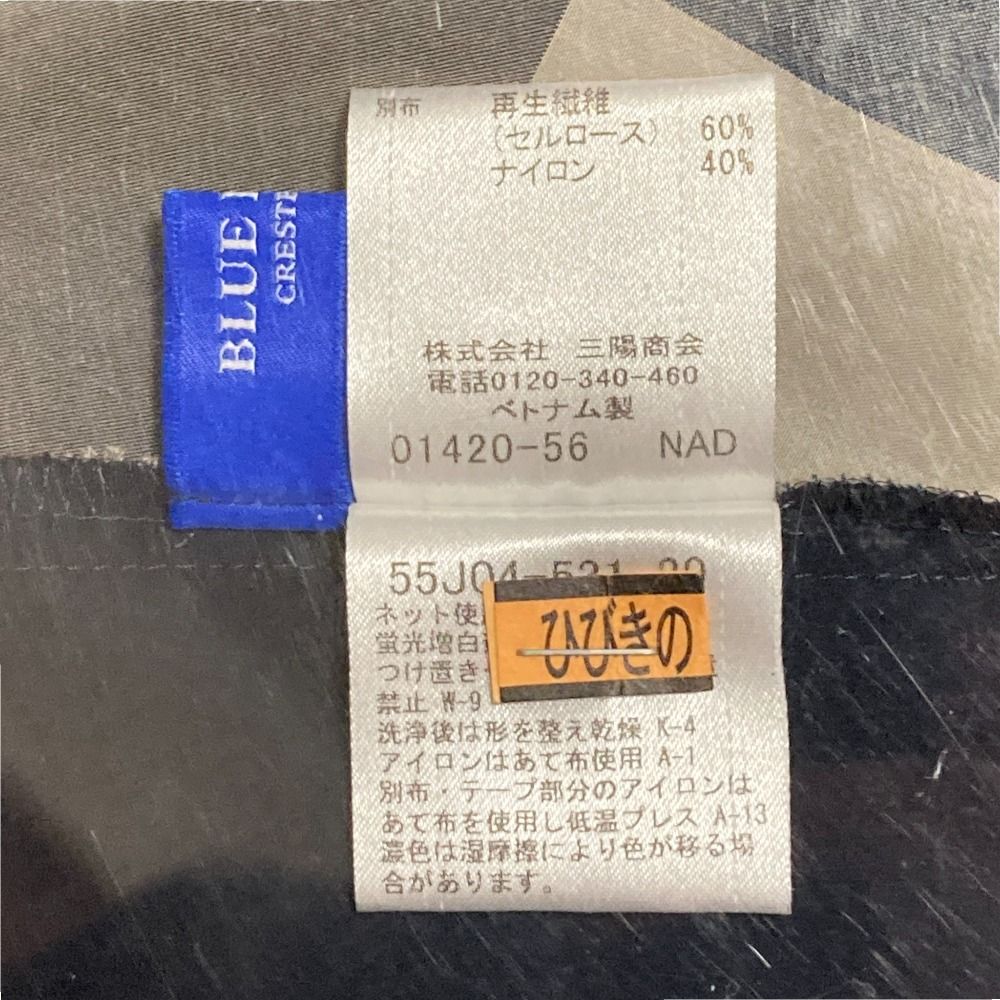 別布 再生繊維
(セルロース) 60%
ナイロン 40%
BLUE
CREST
株式会社 三陽商会
電話0120-340-460
ベトナム製
01420-56 NAD
55J04-521-39
ネット使
蛍光増白
つけ置き
禁止 W-9
ひびきの
洗浄後は形を整え乾燥 K-4
アイロンはあて布使用 A-1
別布・テープ部分のアイロンは
あて布を使用し低温プレス A-13
濃色は湿摩擦により色が移る場
合があります。